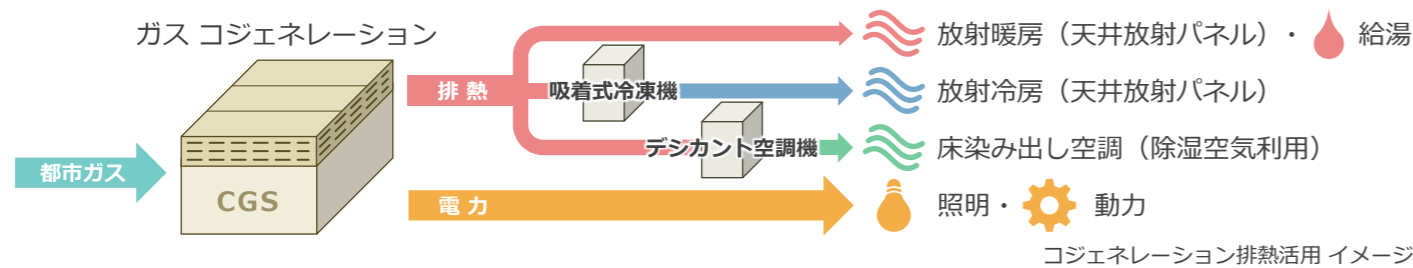 ガス コジェネレーション
都市ガス
CGS
排熱
吸着式冷凍機
デシカント空調機
電力
放射暖房（天井放射パネル）・ 給湯
放射冷房（天井放射パネル）
床染み出し空調（除湿空気利用）
照明・ 動力
コジェネレーション排熱活用 イメージ